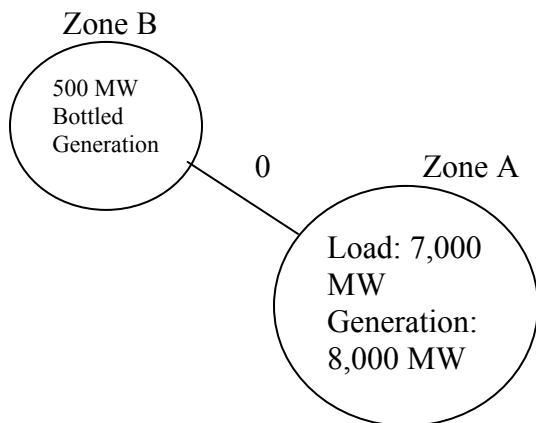 Zone B
500 MW
Bottled
Generation
0
Zone A
Load: 7,000
MW
Generation:
8,000 MW